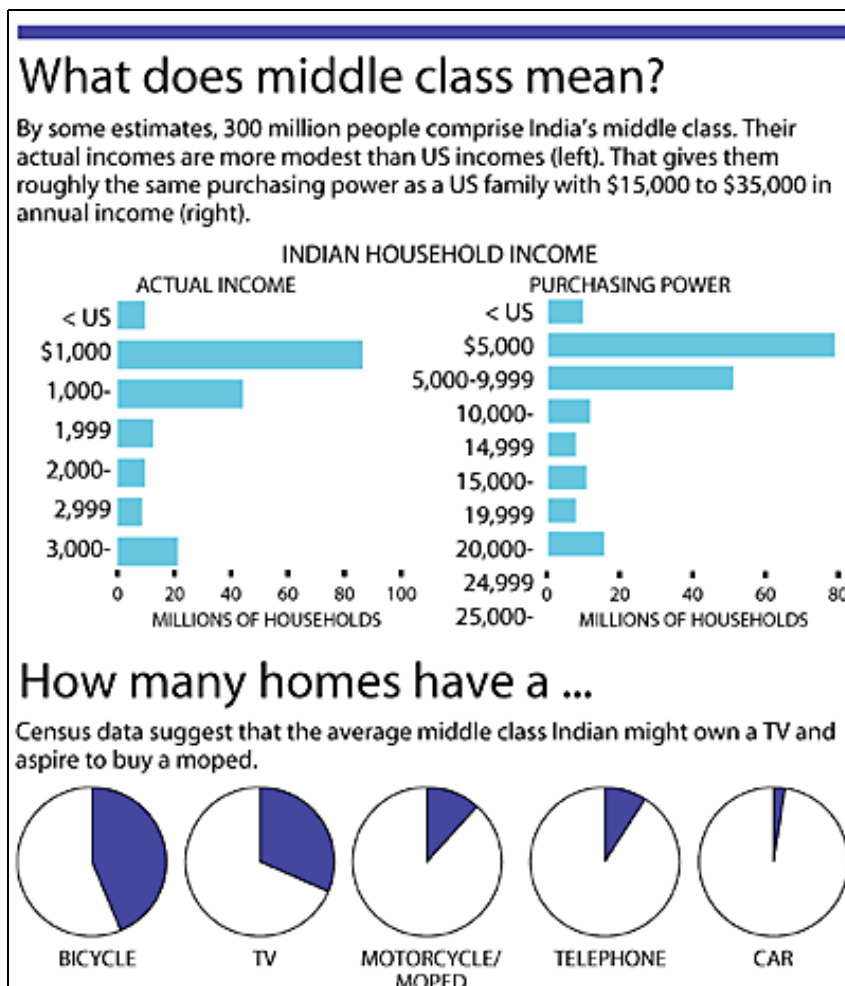 What does middle class mean?
By some estimates, 300 million people comprise India's middle class. Their
actual incomes are more modest than US incomes (left). That gives them
roughly the same purchasing power as a US family with $15,000 to $35,000 in
annual income (right).
INDIAN HOUSEHOLD INCOME
ACTUAL INCOME
< US
$1,000
1,000-
1,999
2,000-
2,999
3,000-
0 20 40 60 80 100
MILLIONS OF HOUSEHOLDS
PURCHASING POWER
< US
$5,000
5,000-9,999
10,000-
14,999
15,000-
19,999
20,000-
24,999
25,000-
0 20 40 60 80
MILLIONS OF HOUSEHOLDS
How many homes have a ...
Census data suggest that the average middle class Indian might own a TV and
aspire to buy a moped.
BICYCLE
TV
MOTORCYCLE/
MOPED
TELEPHONE
CAR